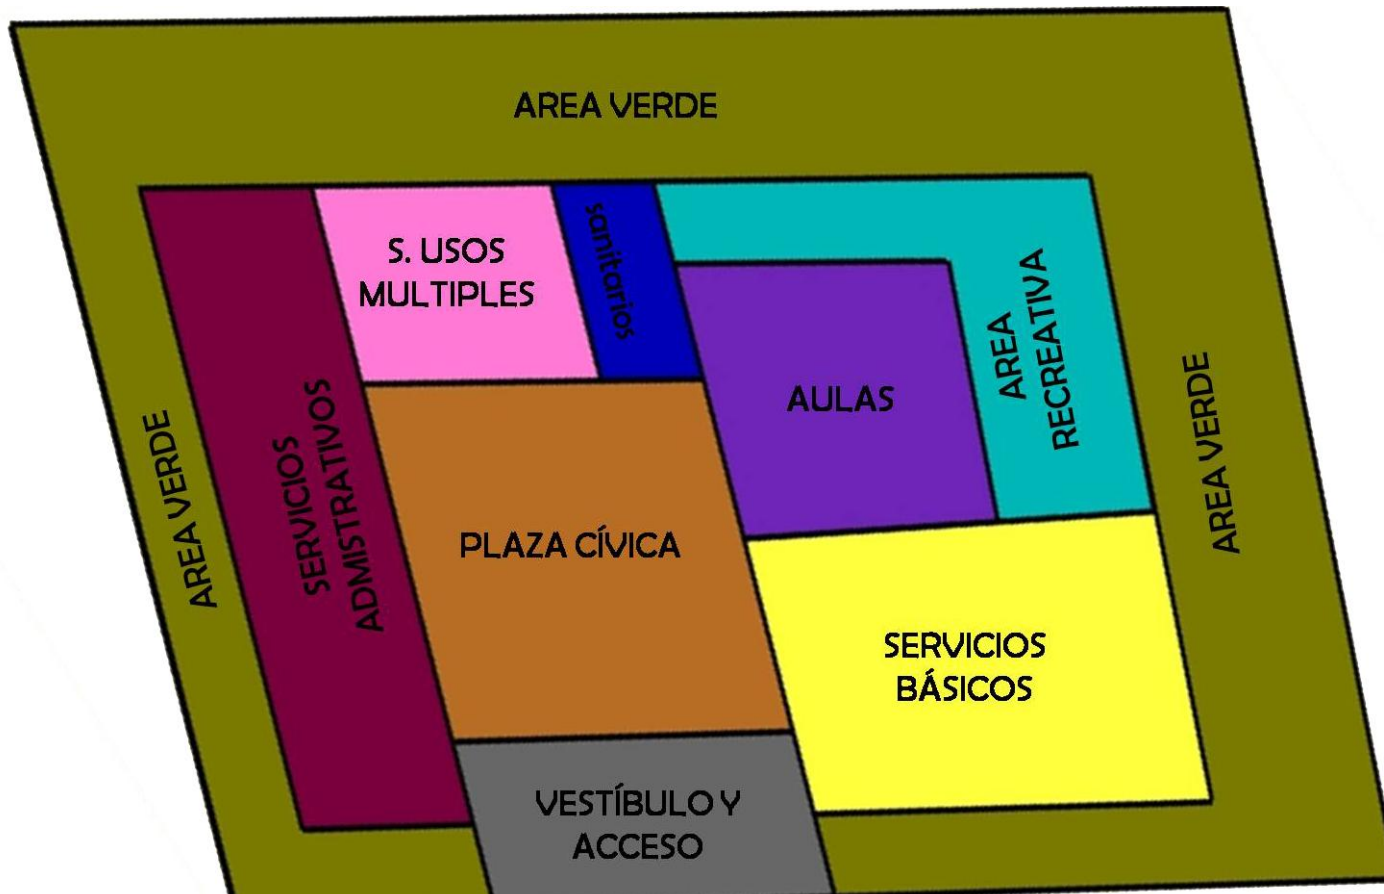 AREA VERDE
S. USOS
MULTIPLES
sanitarios
AREA
RECREATIVA
AULAS
AREA VERDE
SERVICIOS
ADMISTRATIVOS
AREA VERDE
PLAZA CÍVICA
SERVICIOS
BÁSICOS
VESTÍBULO Y
ACCESO